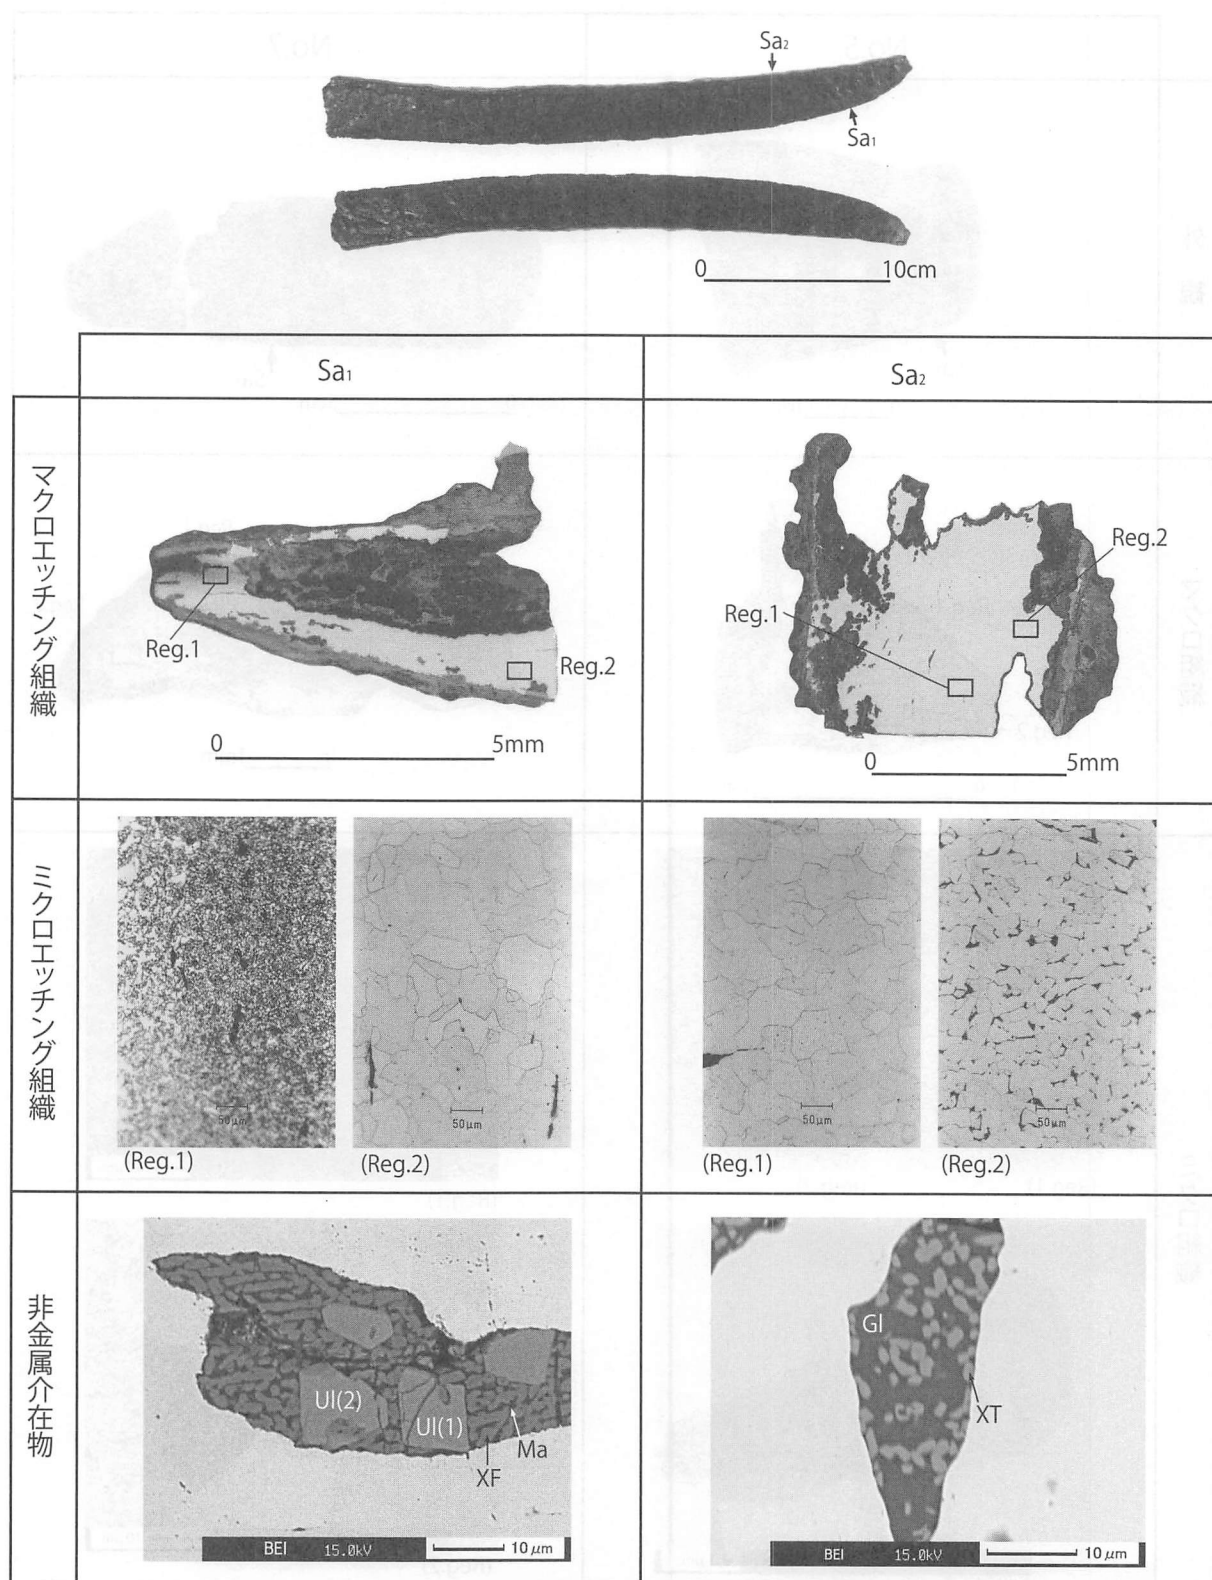 Sa₂
Sa₁
0 10cm
Sa₁ Sa₂
マクロエッチング組織
Reg.1
Reg.2
0 5mm
Reg.2
Reg.1
0 5mm
ミクロエッチング組織
50μm
(Reg.1)
50μm
(Reg.2)
50μm
(Reg.1)
50μm
(Reg.2)
非金属介在物
Ul(2)
Ul(1)
Ma
XF
BEI 15.0kV 10μm
Gl
XT
BEI 15.0kV 10μm